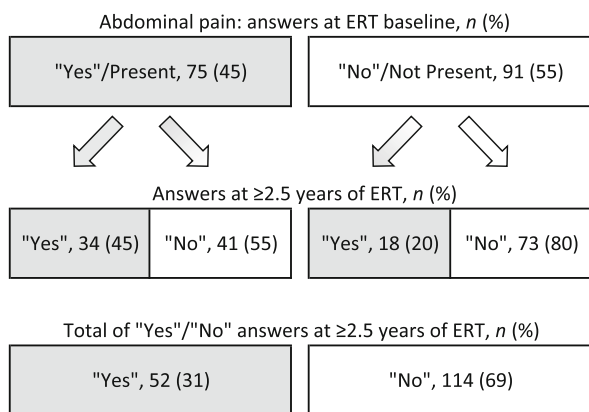 Abdominal pain: answers at ERT baseline, n (%)
"Yes"/Present, 75 (45)
"No"/Not Present, 91 (55)
Answers at ≥2.5 years of ERT, n (%)
"Yes", 34 (45)
"No", 41 (55)
"Yes", 18 (20)
"No", 73 (80)
Total of "Yes"/"No" answers at ≥2.5 years of ERT, n (%)
"Yes", 52 (31)
"No", 114 (69)